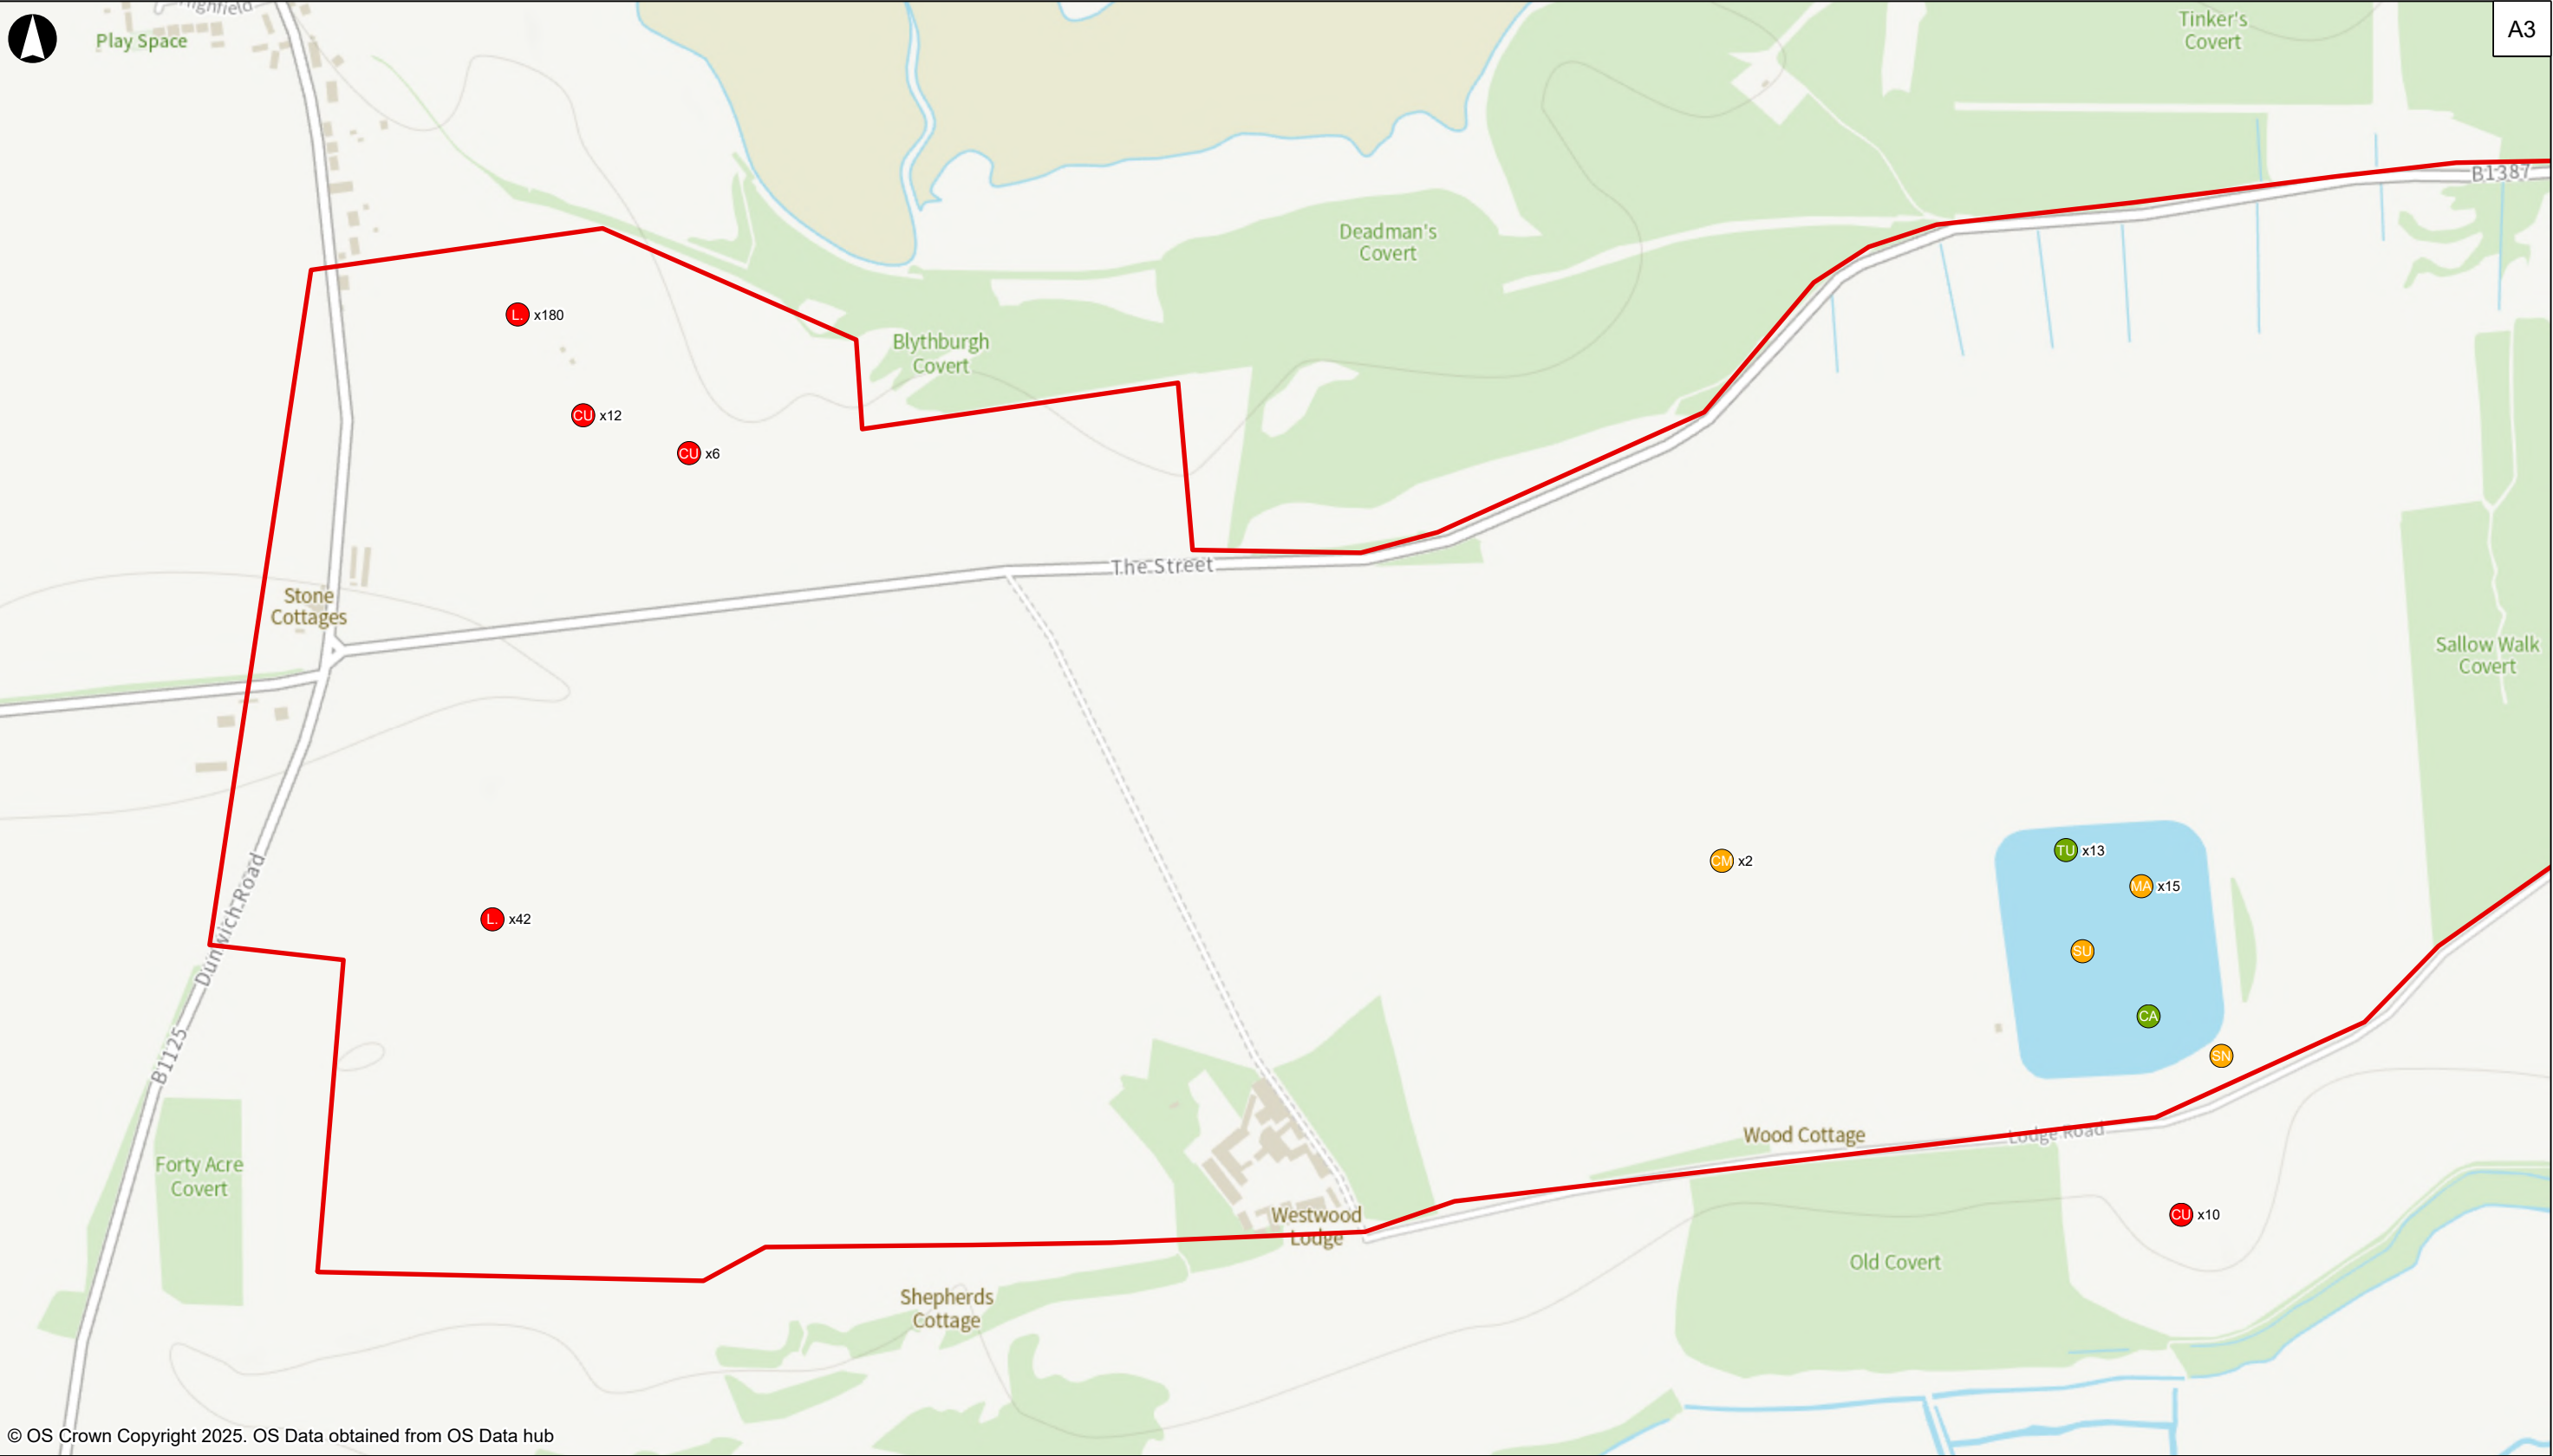 Highfield
Play Space
Tinker's
Covert
A3
B1387
Deadman's
Covert
L. x180
Blythburgh
Covert
CU x12
CU x6
The Street
Stone
Cottages
Sallow Walk
Covert
TU x13
CM x2
MA x15
L. x42
Dunwich Road
SU
CA
B1125
SN
Wood Cottage
Lodge Road
Forty Acre
Covert
Westwood
Lodge
CU x10
Old Covert
Shepherds
Cottage
© OS Crown Copyright 2025. OS Data obtained from OS Data hub